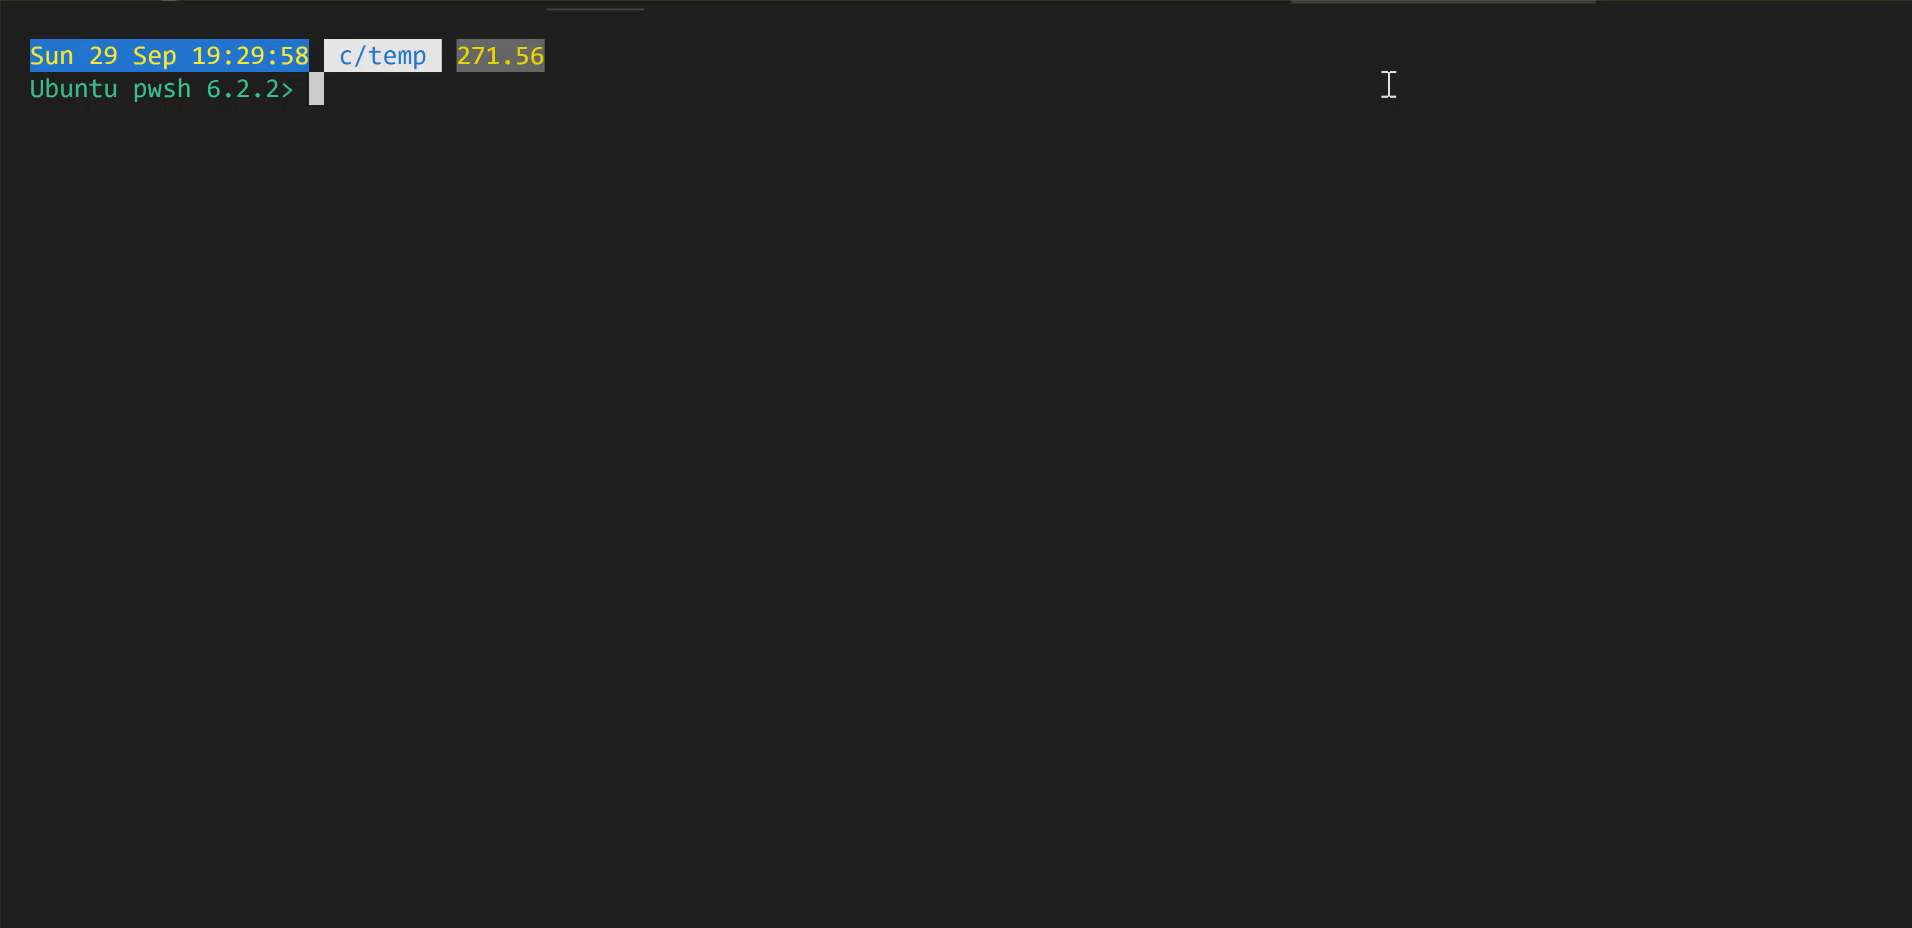 Sun 29 Sep 19:29:58 c/temp 271.56
Ubuntu pwsh 6.2.2>